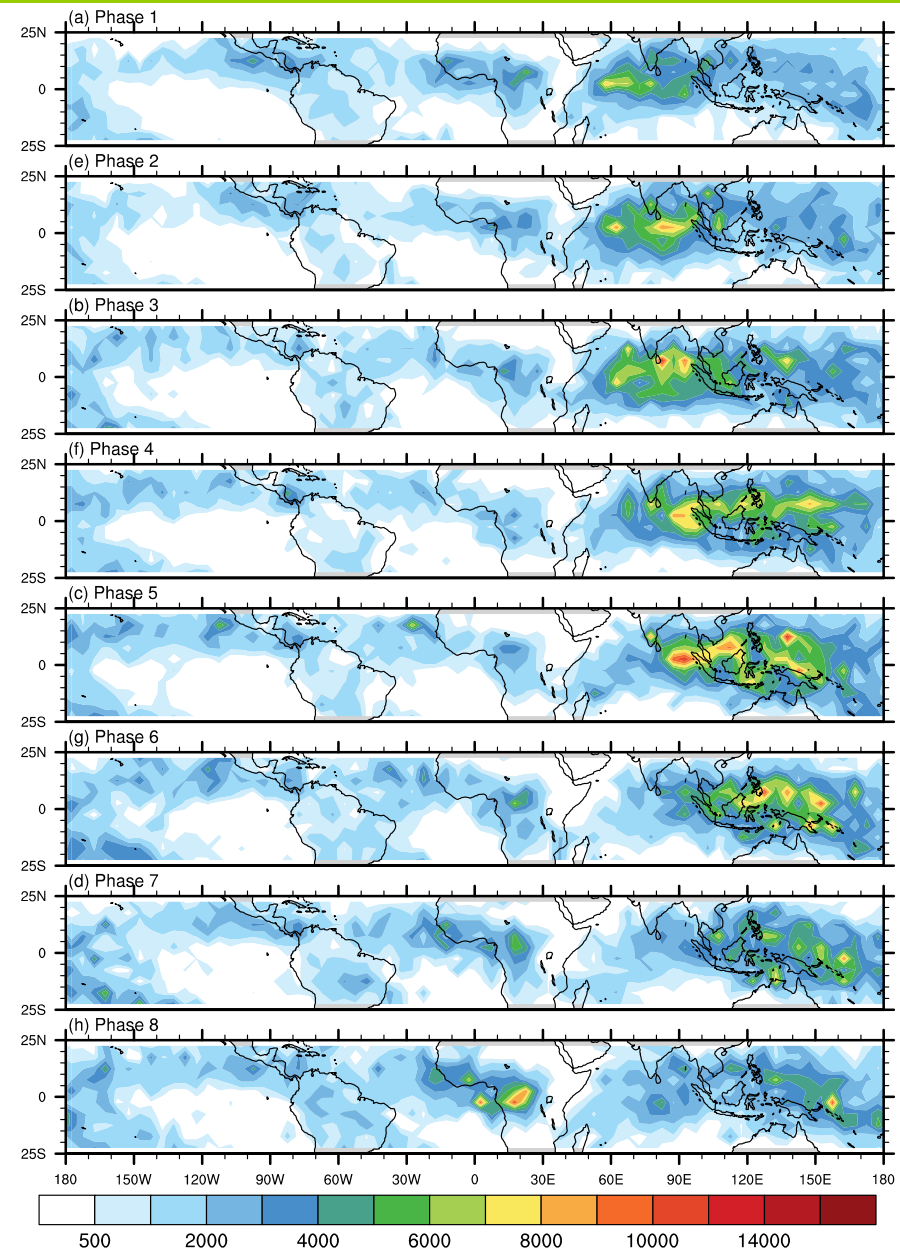 (a) Phase 1
25N
0
25S
(e) Phase 2
25N
0
25S
(b) Phase 3
25N
0
25S
(f) Phase 4
25N
0
25S
(c) Phase 5
25N
0
25S
(g) Phase 6
25N
0
25S
(d) Phase 7
25N
0
25S
(h) Phase 8
25N
0
25S
180 150W 120W 90W 60W 30W 0 30E 60E 90E 120E 150E 180
500 2000 4000 6000 8000 10000 14000